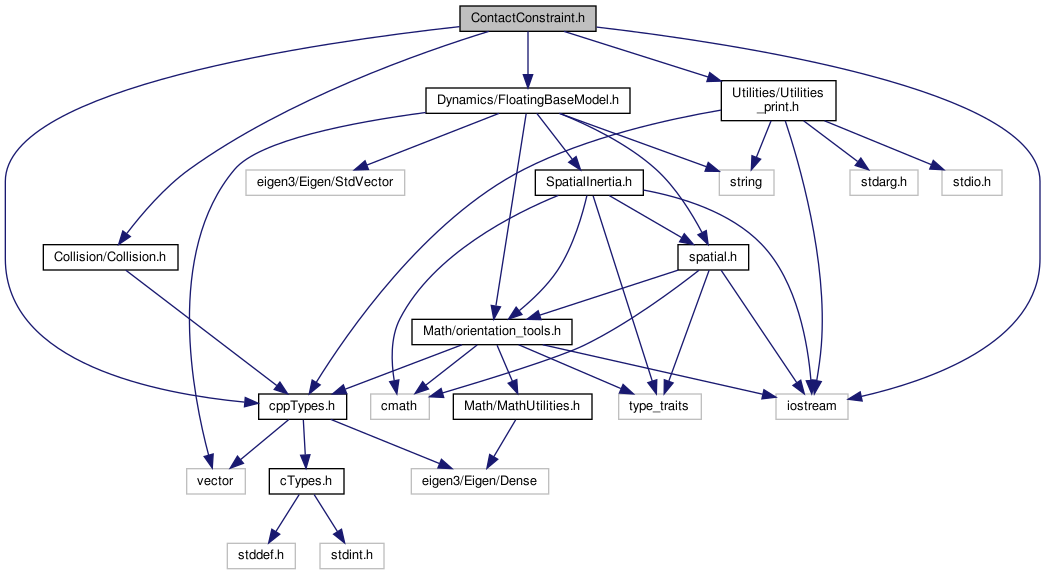 ContactConstraint.h
Dynamics/FloatingBaseModel.h
Utilities/Utilities
_print.h
eigen3/Eigen/StdVector
SpatialInertia.h
string
stdarg.h
stdio.h
Collision/Collision.h
spatial.h
Math/orientation_tools.h
cppTypes.h
cmath
Math/MathUtilities.h
type_traits
iostream
vector
cTypes.h
eigen3/Eigen/Dense
stddef.h
stdint.h